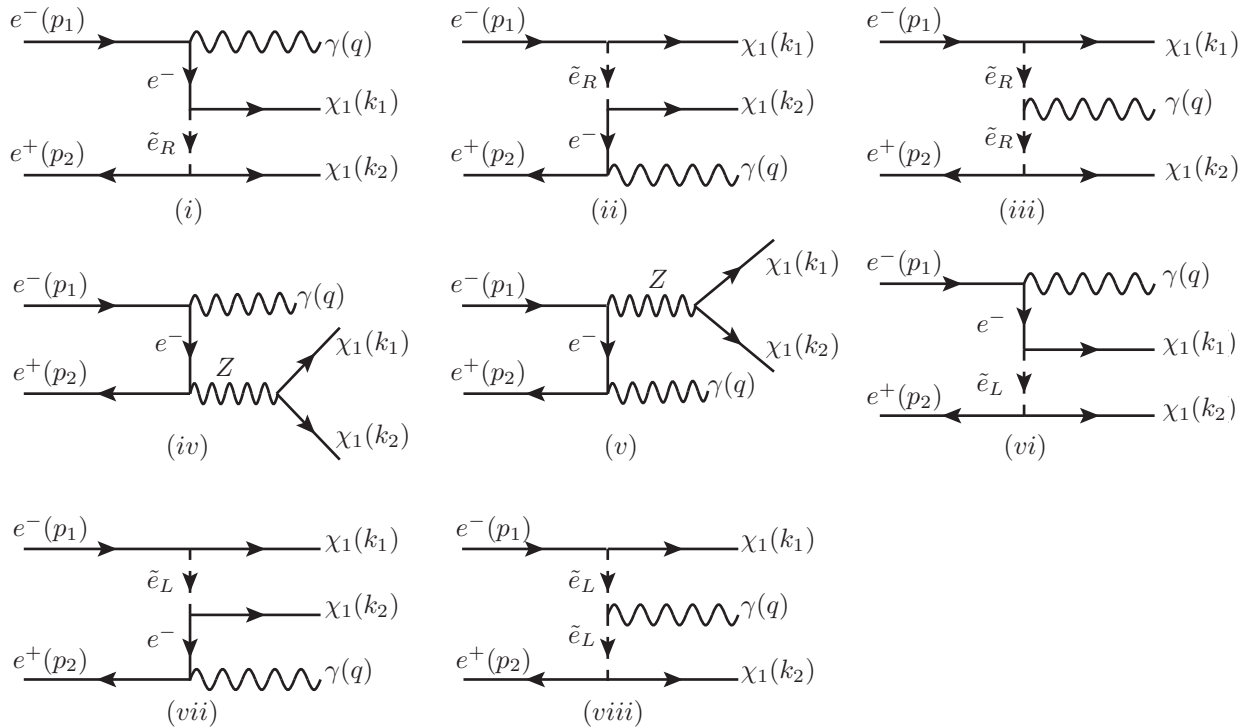 e⁻(p₁) γ(q)
e⁻ χ₁(k₁)
ẽ_R
e⁺(p₂) χ₁(k₂)
(i)
e⁻(p₁) χ₁(k₁)
ẽ_R χ₁(k₂)
e⁻
e⁺(p₂) γ(q)
(ii)
e⁻(p₁) χ₁(k₁)
ẽ_R γ(q)
ẽ_R
e⁺(p₂) χ₁(k₂)
(iii)
e⁻(p₁) γ(q)
e⁻ χ₁(k₁)
Z
e⁺(p₂) χ₁(k₂)
(iv)
e⁻(p₁) Z χ₁(k₁)
e⁻ χ₁(k₂)
e⁺(p₂) γ(q)
(v)
e⁻(p₁) γ(q)
e⁻ χ₁(k₁)
ẽ_L
e⁺(p₂) χ₁(k₂)
(vi)
e⁻(p₁) χ₁(k₁)
ẽ_L χ₁(k₂)
e⁻
e⁺(p₂) γ(q)
(vii)
e⁻(p₁) χ₁(k₁)
ẽ_L γ(q)
ẽ_L
e⁺(p₂) χ₁(k₂)
(viii)